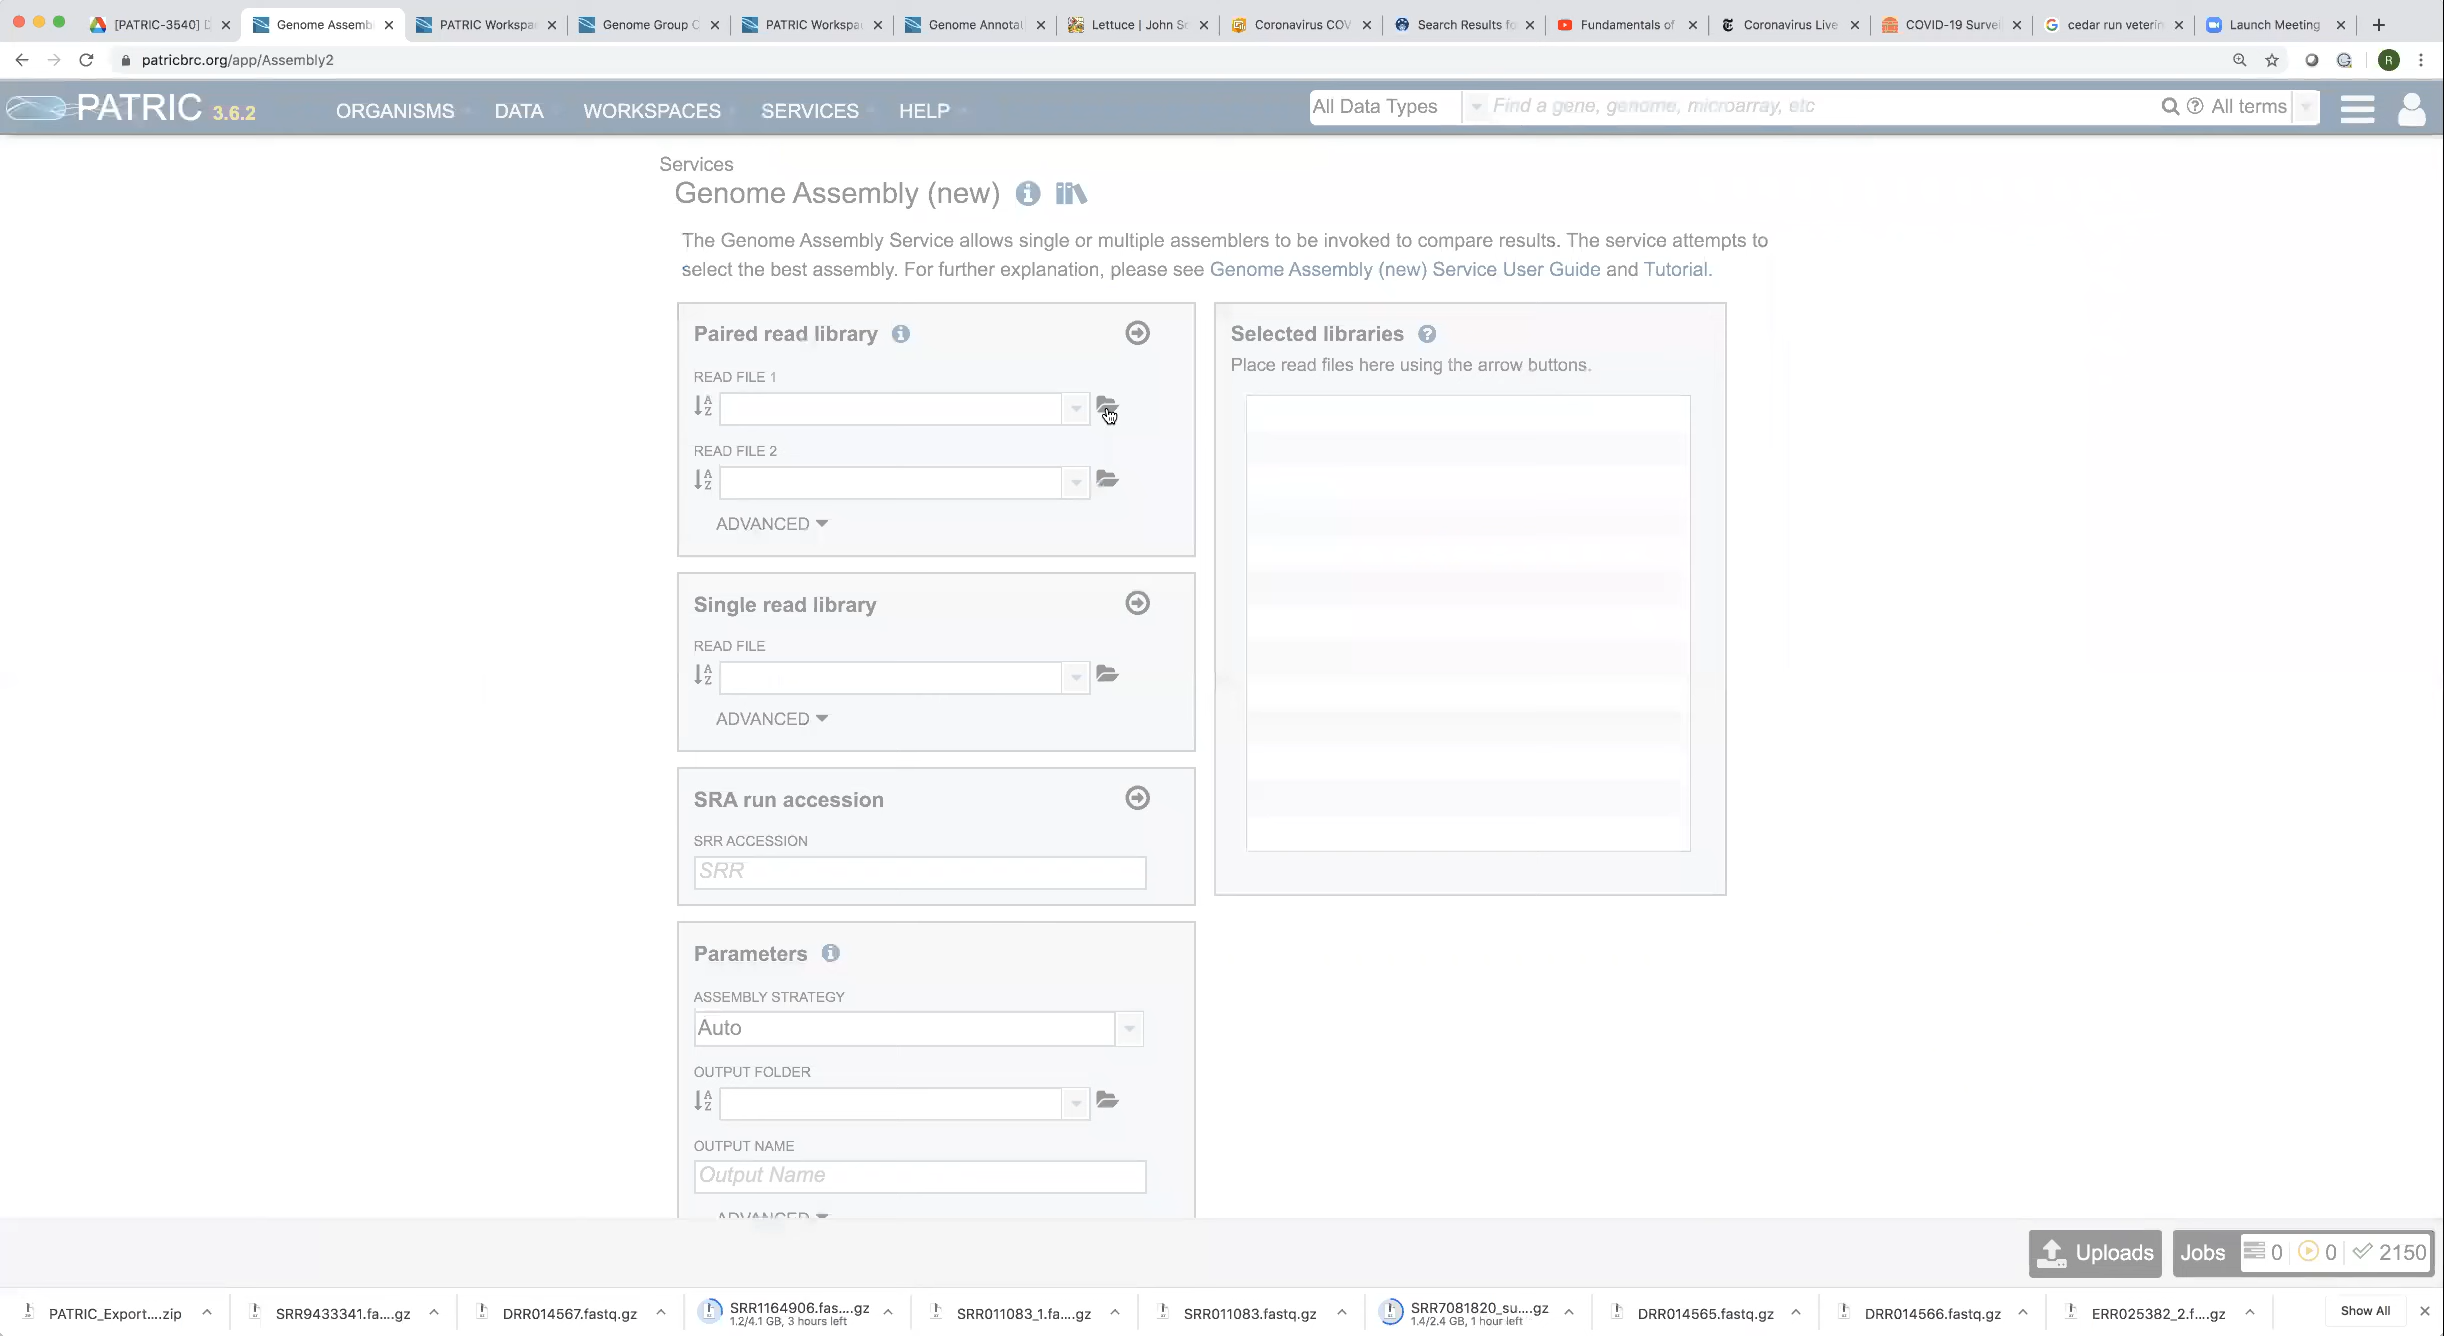 [PATRIC-3540] D
Genome Assembl
PATRIC Workspa
Genome Group C
PATRIC Workspac
Genome Annotat
Lettuce | John Sc
Coronavirus COV
Search Results fo
Fundamentals of
Coronavirus Live
COVID-19 Survei
cedar run veterin
Launch Meeting
patricbrc.org/app/Assembly2
R
PATRIC 3.6.2
ORGANISMS
DATA
WORKSPACES
SERVICES
HELP
All Data Types
Find a gene, genome, microarray, etc
All terms
Services
Genome Assembly (new)
The Genome Assembly Service allows single or multiple assemblers to be invoked to compare results. The service attempts to
select the best assembly. For further explanation, please see Genome Assembly (new) Service User Guide and Tutorial.
Paired read library
READ FILE 1
READ FILE 2
ADVANCED
Single read library
READ FILE
ADVANCED
SRA run accession
SRR ACCESSION
SRR
Parameters
ASSEMBLY STRATEGY
Auto
OUTPUT FOLDER
OUTPUT NAME
Output Name
ADVANCED
Selected libraries
Place read files here using the arrow buttons.
Uploads
Jobs 0 0 2150
PATRIC_Export....zip
SRR9433341.fa....gz
DRR014567.fastq.gz
SRR1164906.fas....gz
1.2/4.1 GB, 3 hours left
SRR011083_1.fa....gz
SRR011083.fastq.gz
SRR7081820_su....gz
1.4/2.4 GB, 1 hour left
DRR014565.fastq.gz
DRR014566.fastq.gz
ERR025382_2.f....gz
Show All